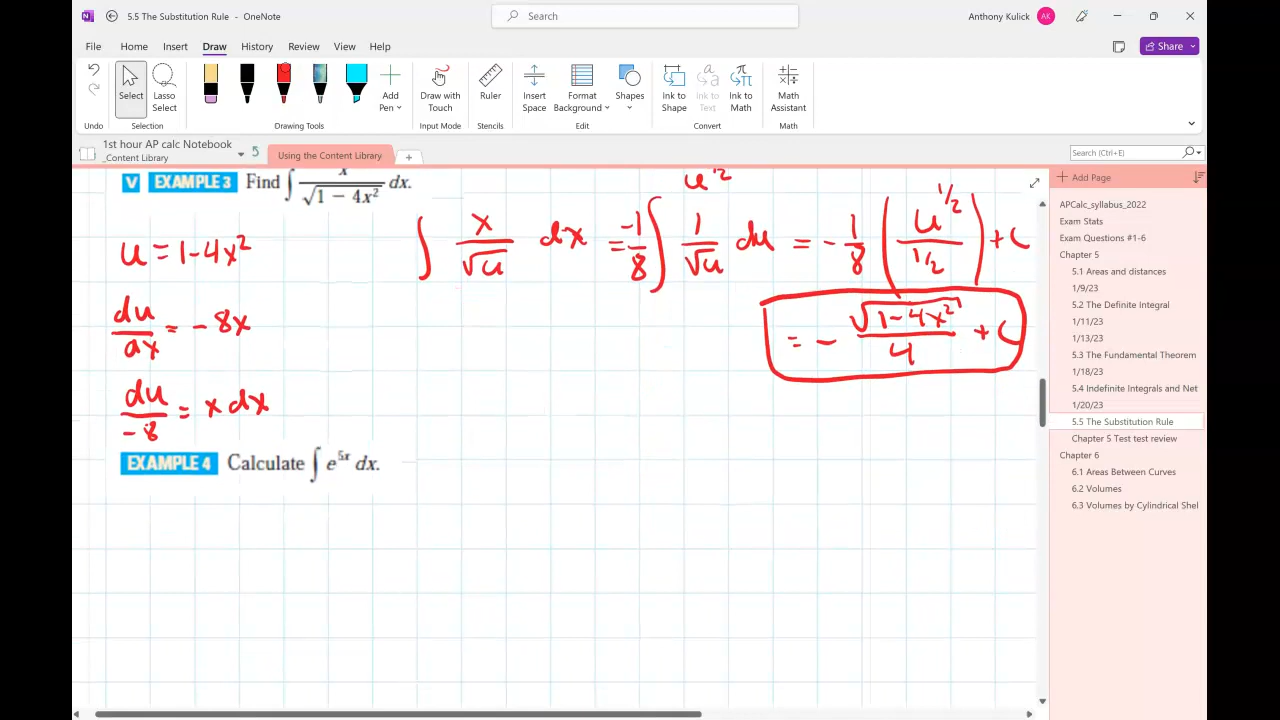 5.5 The Substitution Rule - OneNote
Search
Anthony Kulick
AK
File Home Insert Draw History Review View Help
Share
Select
Lasso Select
Add Pen
Draw with Touch
Ruler
Insert Space
Format Background
Shapes
Ink to Shape
Ink to Text
Ink to Math
Math Assistant
Undo Selection Drawing Tools Input Mode Stencils Edit Convert Math
1st hour AP calc Notebook
_Content Library
Using the Content Library
+
Search (Ctrl+E)
V EXAMPLE 3 Find ∫ x/√(1 − 4x²) dx.
u = 1-4x²
∫ x/√u dx = -1/8 ∫ 1/√u du = -1/8 (u^1/2 / 1/2) + C
= - √(1-4x²)/4 + C
du/dx = -8x
du/-8 = x dx
EXAMPLE 4 Calculate ∫ e^5x dx.
Add Page
APCalc_syllabus_2022
Exam Stats
Exam Questions #1-6
Chapter 5
5.1 Areas and distances
1/9/23
5.2 The Definite Integral
1/11/23
1/13/23
5.3 The Fundamental Theorem
1/18/23
5.4 Indefinite Integrals and Net
1/20/23
5.5 The Substitution Rule
Chapter 5 Test test review
Chapter 6
6.1 Areas Between Curves
6.2 Volumes
6.3 Volumes by Cylindrical Shel